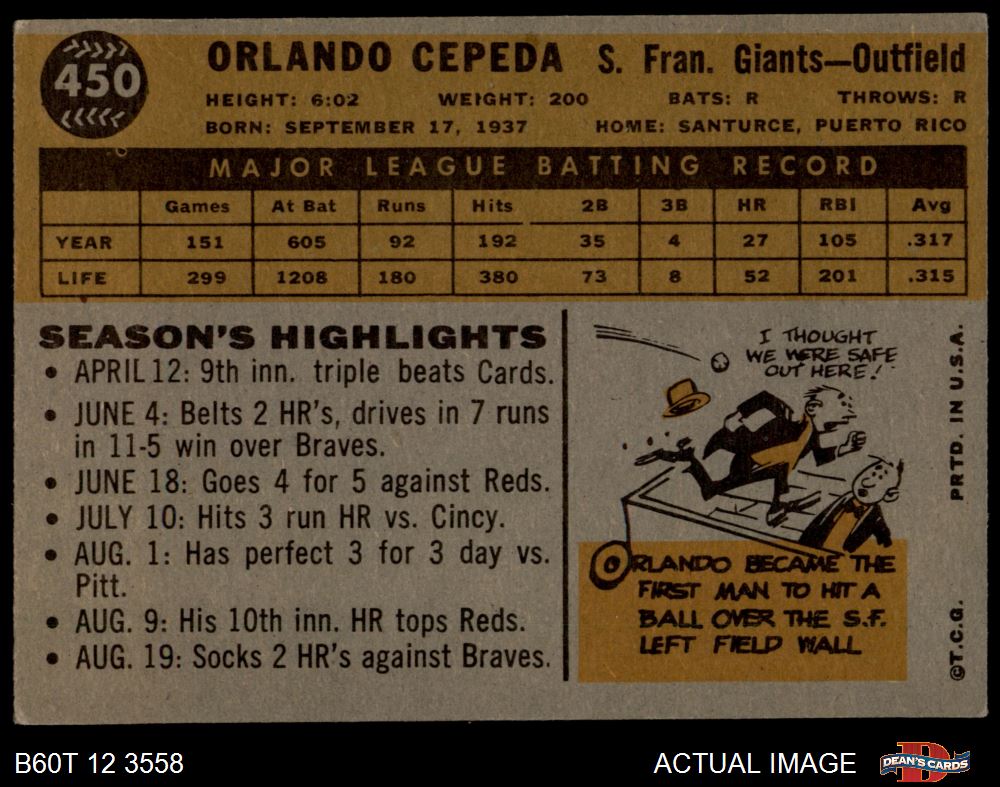 450
ORLANDO CEPEDA S. Fran. Giants—Outfield
HEIGHT: 6:02 WEIGHT: 200 BATS: R THROWS: R
BORN: SEPTEMBER 17, 1937 HOME: SANTURCE, PUERTO RICO
MAJOR LEAGUE BATTING RECORD
Games At Bat Runs Hits 2B 3B HR RBI Avg
YEAR 151 605 92 192 35 4 27 105 .317
LIFE 299 1208 180 380 73 8 52 201 .315
SEASON'S HIGHLIGHTS
• APRIL 12: 9th inn. triple beats Cards.
• JUNE 4: Belts 2 HR's, drives in 7 runs
in 11-5 win over Braves.
• JUNE 18: Goes 4 for 5 against Reds.
• JULY 10: Hits 3 run HR vs. Cincy.
• AUG. 1: Has perfect 3 for 3 day vs.
Pitt.
• AUG. 9: His 10th inn. HR tops Reds.
• AUG. 19: Socks 2 HR's against Braves.
I THOUGHT
WE WERE SAFE
OUT HERE!
ORLANDO BECAME THE
FIRST MAN TO HIT A
BALL OVER THE S.F.
LEFT FIELD WALL
©T.C.G. PRTD. IN U.S.A.
B60T 12 3558 ACTUAL IMAGE DEAN'S CARDS